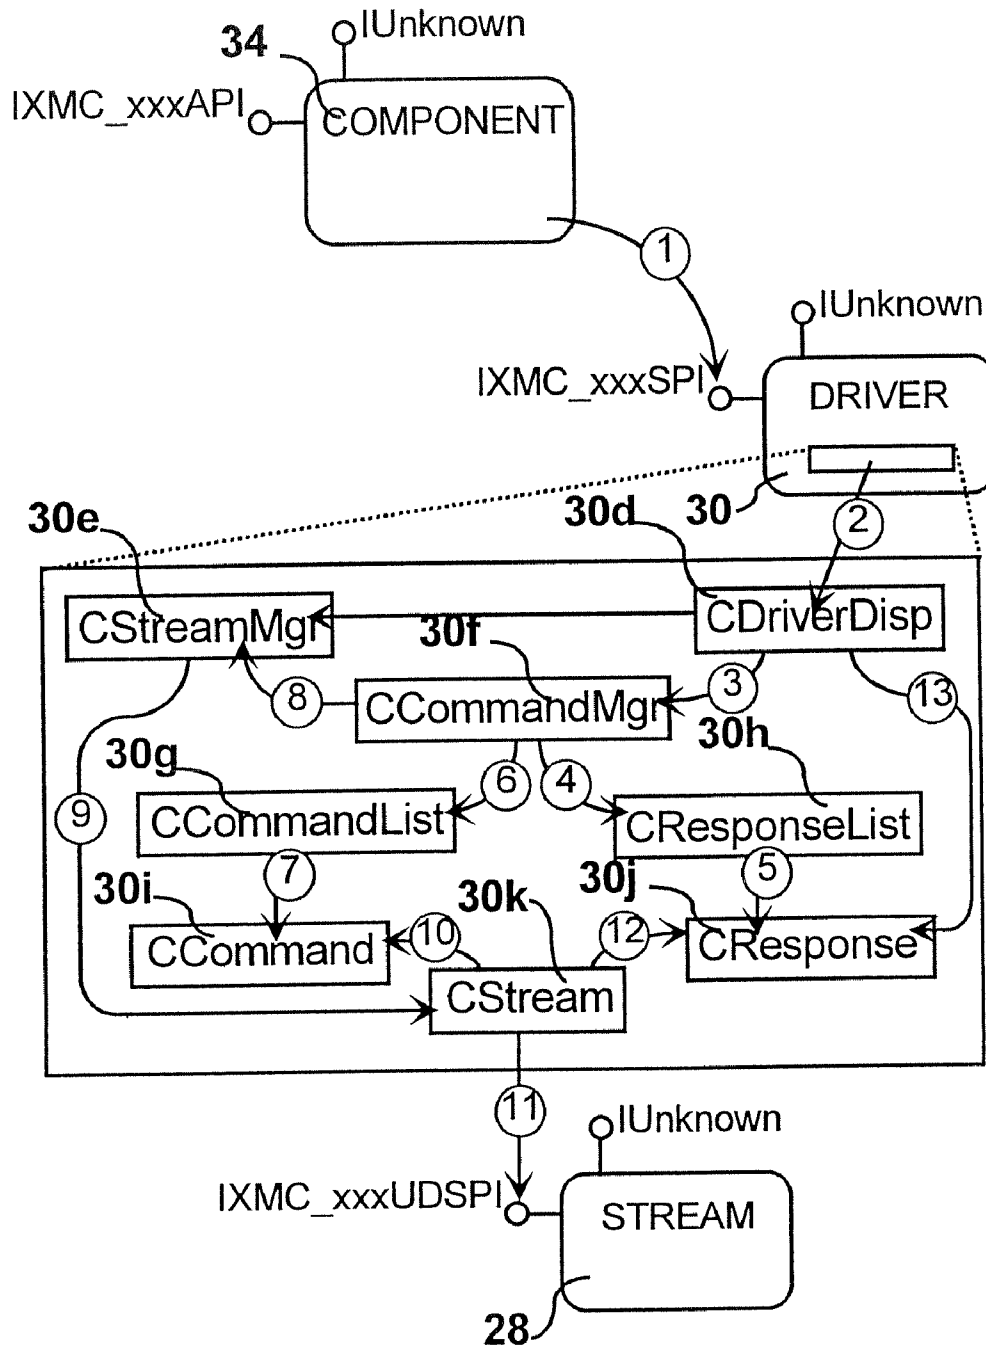 IUnknown
34
IXMC_xxxAPI
COMPONENT
1
IUnknown
IXMC_xxxSPI
DRIVER
30
2
30e
30d
CStreamMgr
CDriverDisp
30f
8
3
13
CCommandMgr
30g
30h
6
4
9
CCommandList
CResponseList
7
5
30i
30k
30j
10
12
CCommand
CResponse
CStream
11
IUnknown
IXMC_xxxUDSPI
STREAM
28